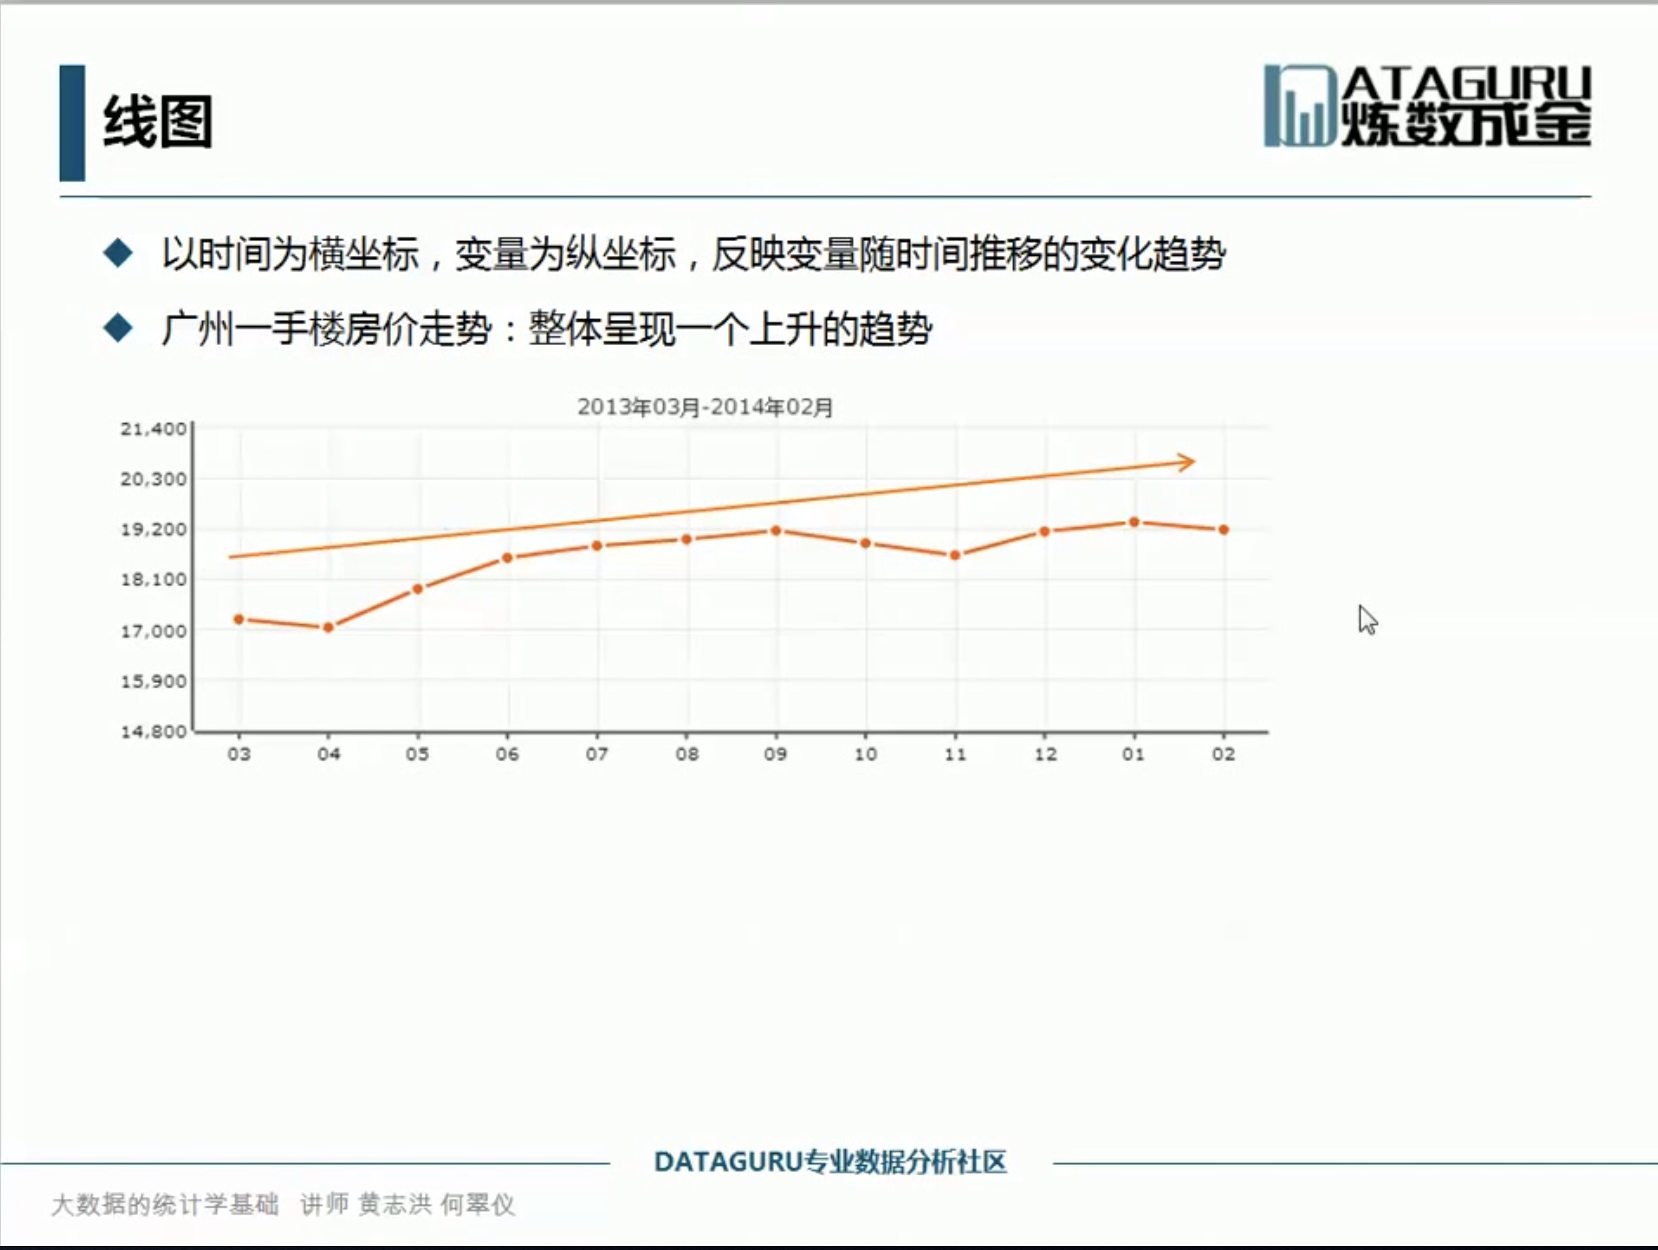 线图
DATAGURU
炼数成金
以时间为横坐标，变量为纵坐标，反映变量随时间推移的变化趋势
广州一手楼房价走势：整体呈现一个上升的趋势
2013年03月-2014年02月
21,400
20,300
19,200
18,100
17,000
15,900
14,800
03 04 05 06 07 08 09 10 11 12 01 02
DATAGURU专业数据分析社区
大数据的统计学基础 讲师 黄志洪 何翠仪